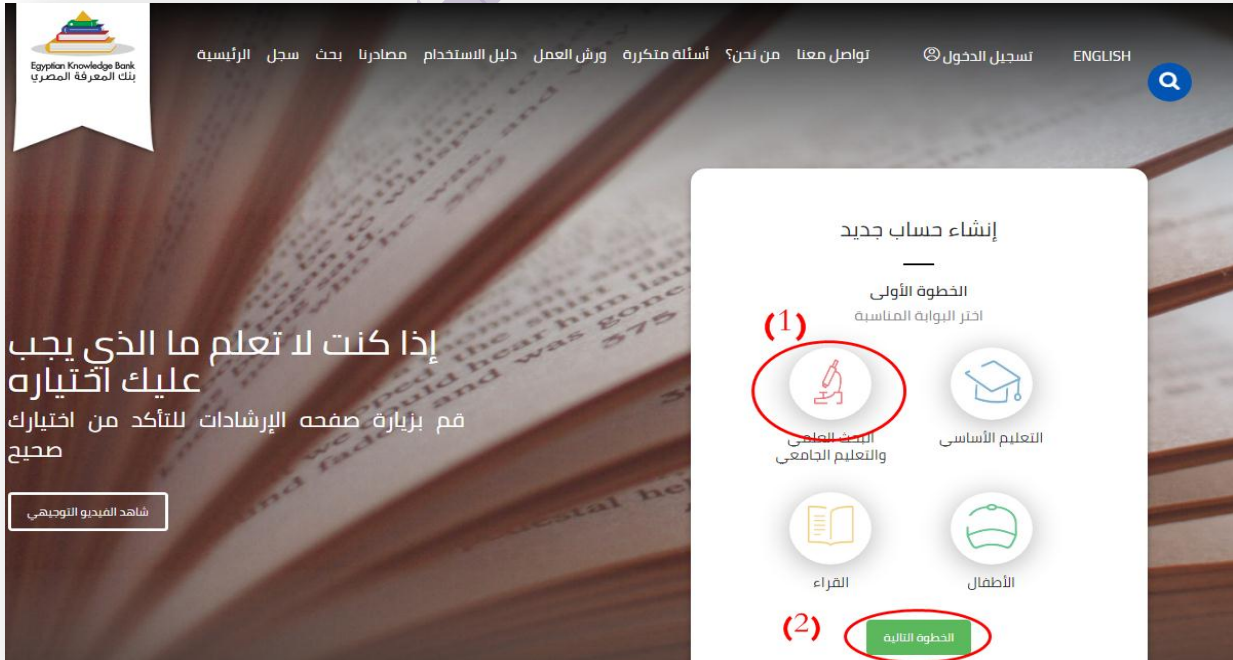 Egyptian Knowledge Bank
بنك المعرفة المصري
الرئيسية سجل بحث مصادرنا دليل الاستخدام ورش العمل أسئلة متكررة من نحن؟ تواصل معنا
تسجيل الدخول
ENGLISH
إنشاء حساب جديد
الخطوة الأولى
اختر البوابة المناسبة
(1)
التعليم الأساسي
البحث العلمي
والتعليم الجامعي
الأطفال
القراء
(2)
الخطوة التالية
إذا كنت لا تعلم ما الذي يجب
عليك اختياره
قم بزيارة صفحه الإرشادات للتأكد من اختيارك
صحيح
شاهد الفيديو التوجيهي